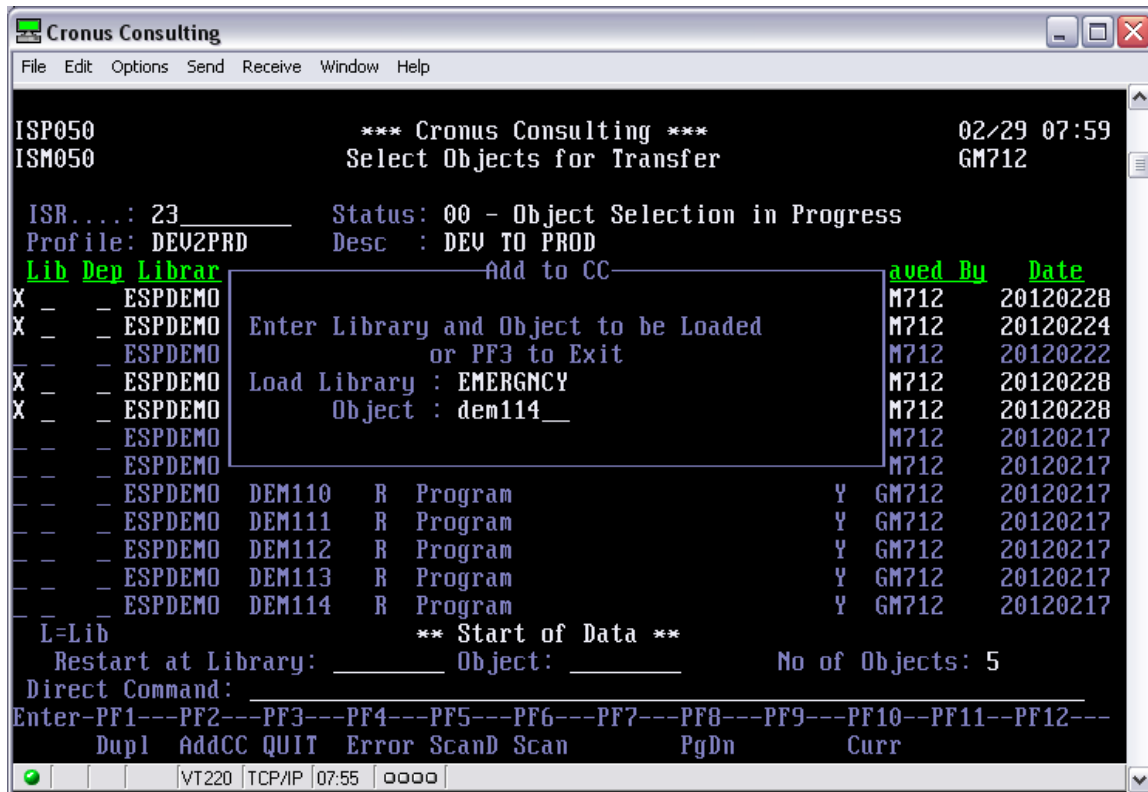 Cronus Consulting
File Edit Options Send Receive Window Help
ISP050 *** Cronus Consulting *** 02/29 07:59
ISM050 Select Objects for Transfer GM712
ISR....: 23_________ Status: 00 - Object Selection in Progress
Profile: DEV2PRD Desc : DEV TO PROD
Lib Dep Librar Add to CC aved By Date
X _ _ ESPDEMO M712 20120228
X _ _ ESPDEMO Enter Library and Object to be Loaded M712 20120224
_ _ _ ESPDEMO or PF3 to Exit M712 20120222
X _ _ ESPDEMO Load Library : EMERGNCY M712 20120228
X _ _ ESPDEMO Object : dem114__ M712 20120228
_ _ _ ESPDEMO M712 20120217
_ _ _ ESPDEMO M712 20120217
_ _ _ ESPDEMO DEM110 R Program Y GM712 20120217
_ _ _ ESPDEMO DEM111 R Program Y GM712 20120217
_ _ _ ESPDEMO DEM112 R Program Y GM712 20120217
_ _ _ ESPDEMO DEM113 R Program Y GM712 20120217
_ _ _ ESPDEMO DEM114 R Program Y GM712 20120217
L=Lib ** Start of Data **
Restart at Library: ________ Object: ________ No of Objects: 5
Direct Command: ____________________________________________________________
Enter-PF1---PF2---PF3---PF4---PF5---PF6---PF7---PF8---PF9---PF10--PF11--PF12---
Dupl AddCC QUIT Error ScanD Scan PgDn Curr
VT220 TCP/IP 07:55